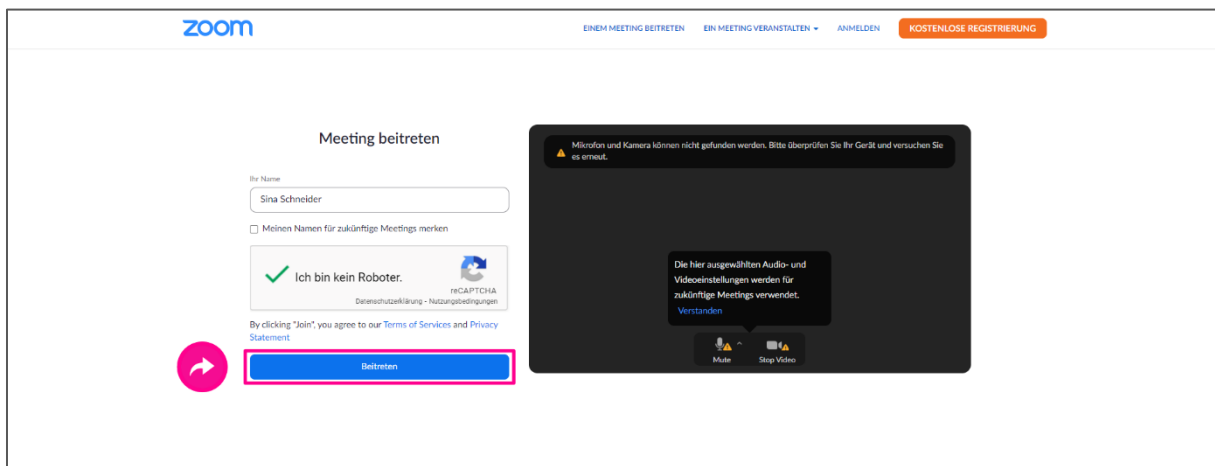 zoom
EINEM MEETING BEITRETEN EIN MEETING VERANSTALTEN ANMELDEN KOSTENLOSE REGISTRIERUNG
Meeting beitreten
Ihr Name
Sina Schneider
Meinen Namen für zukünftige Meetings merken
Ich bin kein Roboter.
reCAPTCHA
Datenschutzerklärung - Nutzungsbedingungen
By clicking "Join", you agree to our Terms of Services and Privacy
Statement
Beitreten
Mikrofon und Kamera können nicht gefunden werden. Bitte überprüfen Sie Ihr Gerät und versuchen Sie
es erneut.
Die hier ausgewählten Audio- und
Videoeinstellungen werden für
zukünftige Meetings verwendet.
Verstanden
Mute Stop Video